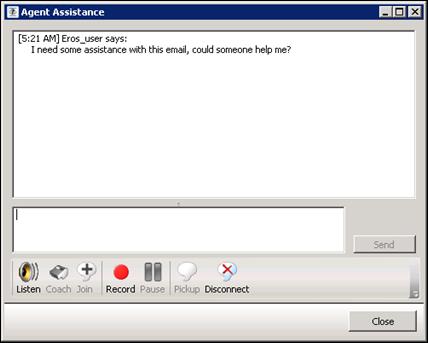 Agent Assistance
[5:21 AM] Eros_user says:
I need some assistance with this email, could someone help me?
Send
Listen Coach Join Record Pause Pickup Disconnect
Close